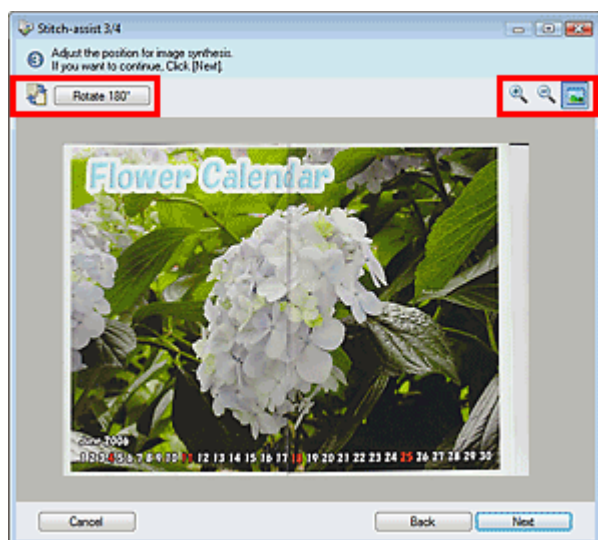 Stitch-assist 3/4
3
Adjust the position for image synthesis.
If you want to continue, Click [Next].
Rotate 180°
Flower Calendar
June 2006
1 2 3 4 5 6 7 8 9 10 11 12 13 14 15 16 17 18 19 20 21 22 23 24 25 26 27 28 29 30
Cancel
Back
Next